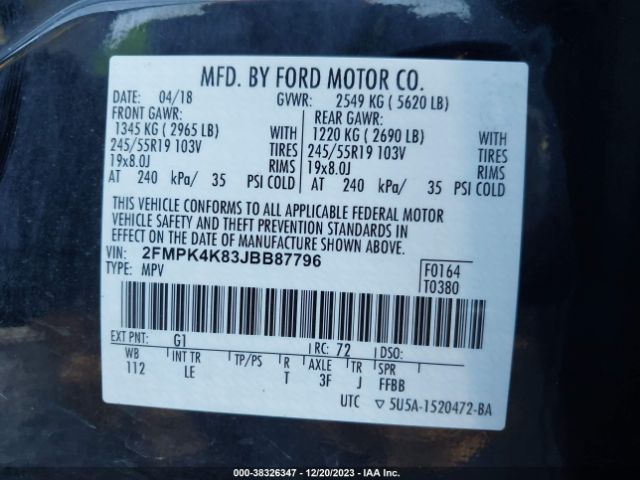 MFD. BY FORD MOTOR CO.
DATE: 04/18 GVWR: 2549 KG ( 5620 LB)
FRONT GAWR: REAR GAWR:
1345 KG ( 2965 LB) WITH 1220 KG ( 2690 LB) WITH
245/55R19 103V TIRES 245/55R19 103V TIRES
19x8.0J RIMS 19x8.0J RIMS
AT 240 kPa/ 35 PSI COLD AT 240 kPa/ 35 PSI COLD
THIS VEHICLE CONFORMS TO ALL APPLICABLE FEDERAL MOTOR
VEHICLE SAFETY AND THEFT PREVENTION STANDARDS IN
EFFECT ON THE DATE OF MANUFACTURE SHOWN ABOVE.
VIN: 2FMPK4K83JBB87796
TYPE: MPV
F0164
T0380
EXT PNT: G1 RC: 72 DSO:
WB INT TR TP/PS R AXLE TR SPR
112 LE T 3F J FFBB
UTC ▽5U5A-1520472-BA
000-38326347 - 12/20/2023 - IAA Inc.